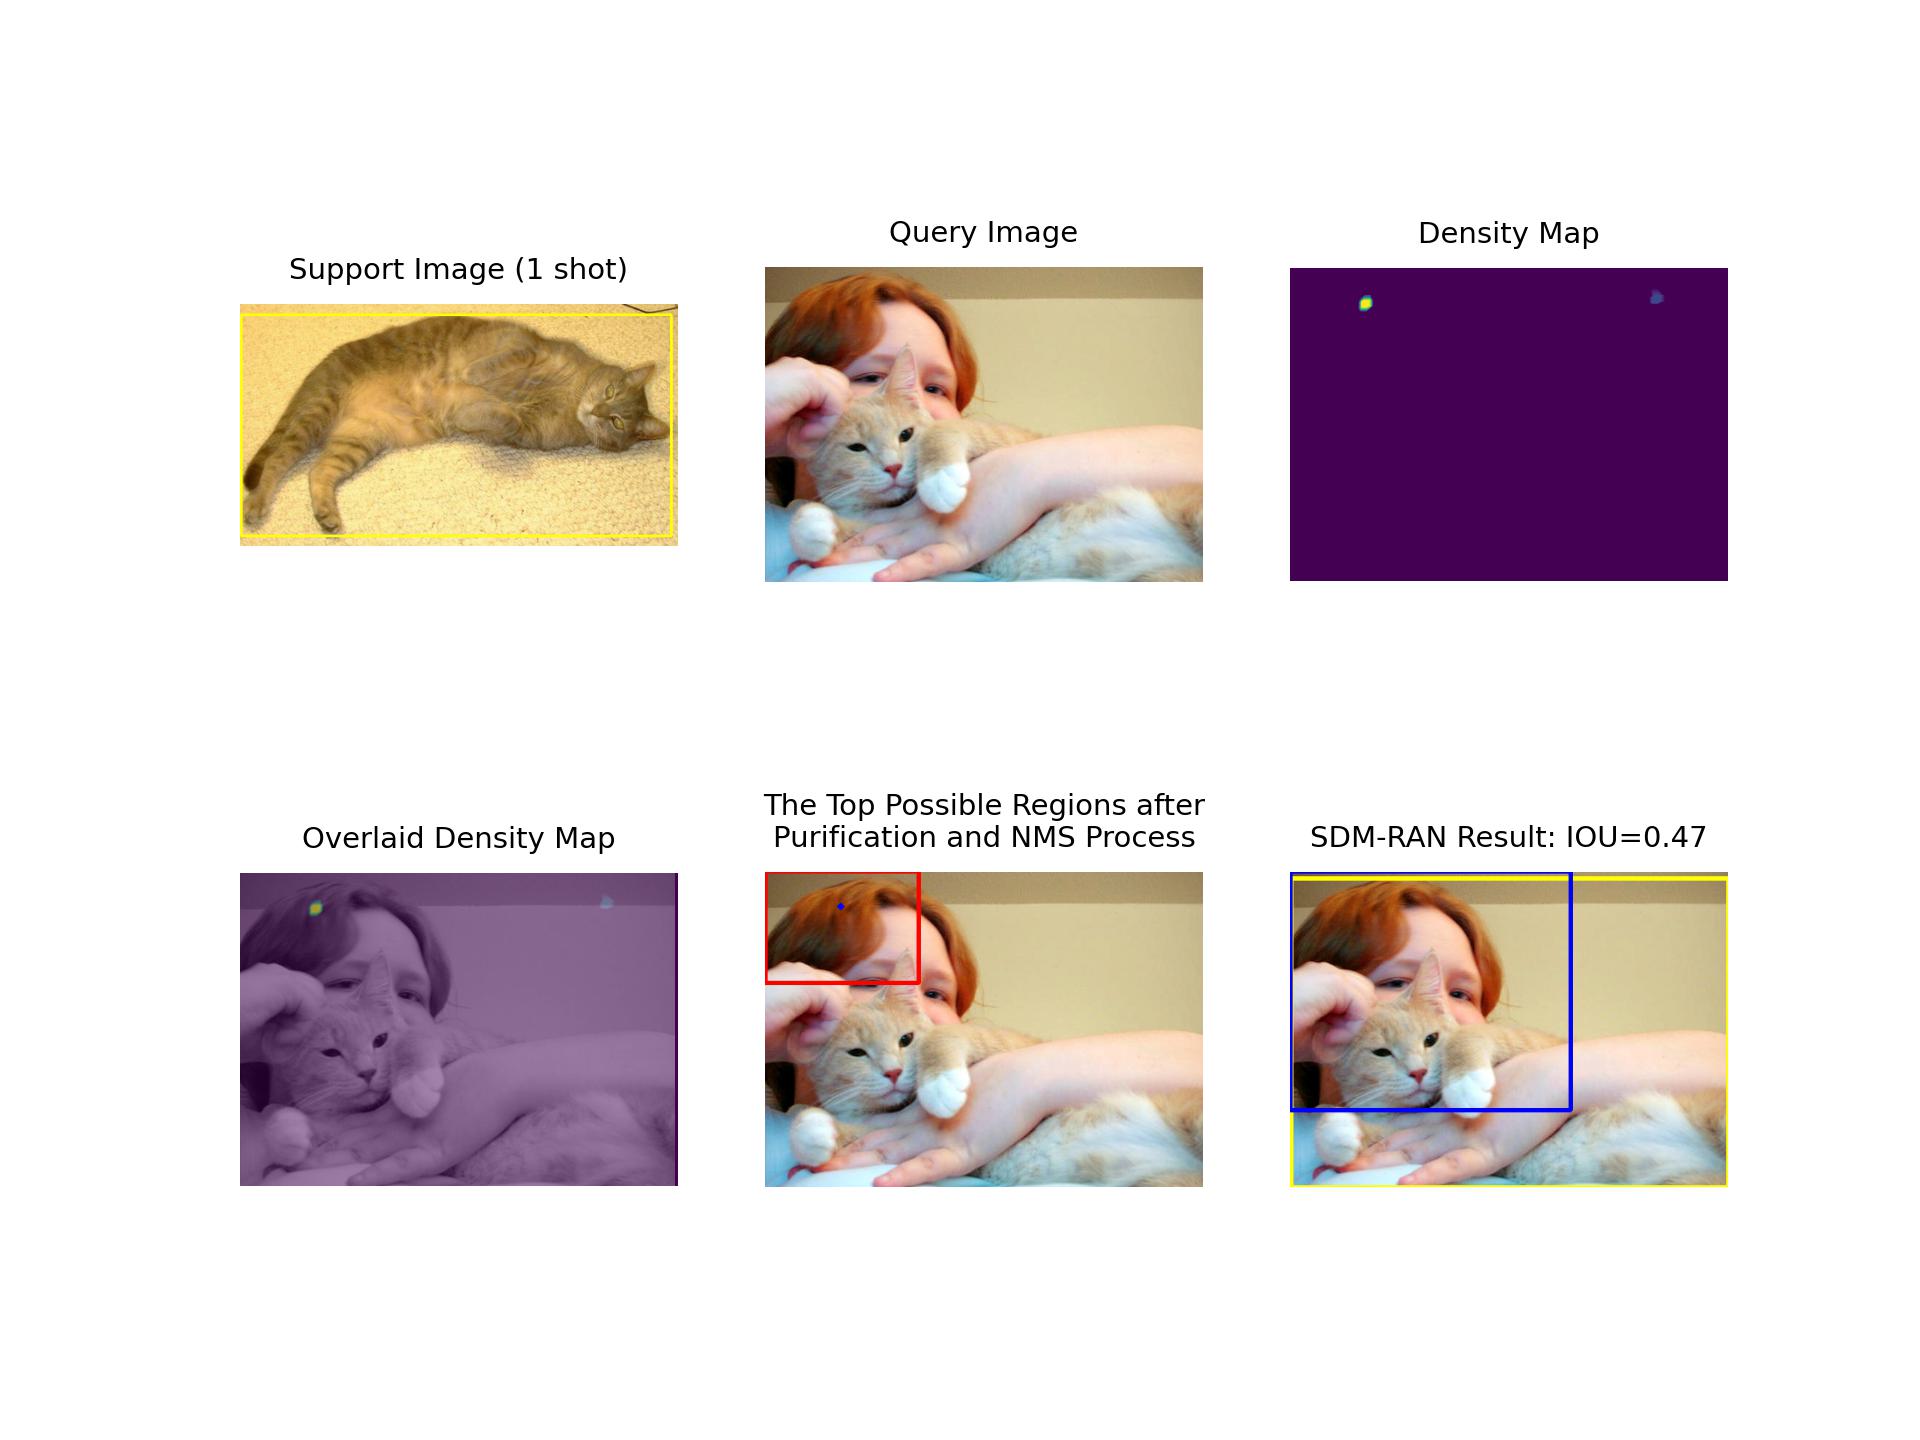 Support Image (1 shot)
Query Image
Density Map
Overlaid Density Map
The Top Possible Regions after
Purification and NMS Process
SDM-RAN Result: IOU=0.47